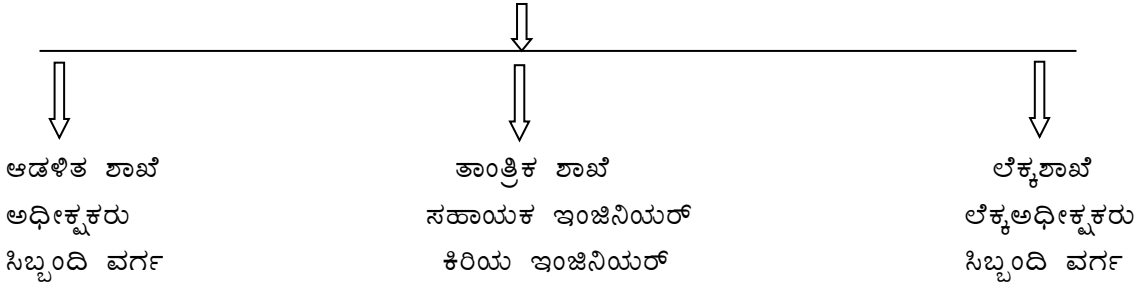 ಆಡಳಿತ ಶಾಖೆ
ಅಧೀಕ್ಷಕರು
ಸಿಬ್ಬಂದಿ ವರ್ಗ
ತಾಂತ್ರಿಕ ಶಾಖೆ
ಸಹಾಯಕ ಇಂಜಿನಿಯರ್
ಕಿರಿಯ ಇಂಜಿನಿಯರ್
ಲೆಕ್ಕಶಾಖೆ
ಲೆಕ್ಕಅಧೀಕ್ಷಕರು
ಸಿಬ್ಬಂದಿ ವರ್ಗ